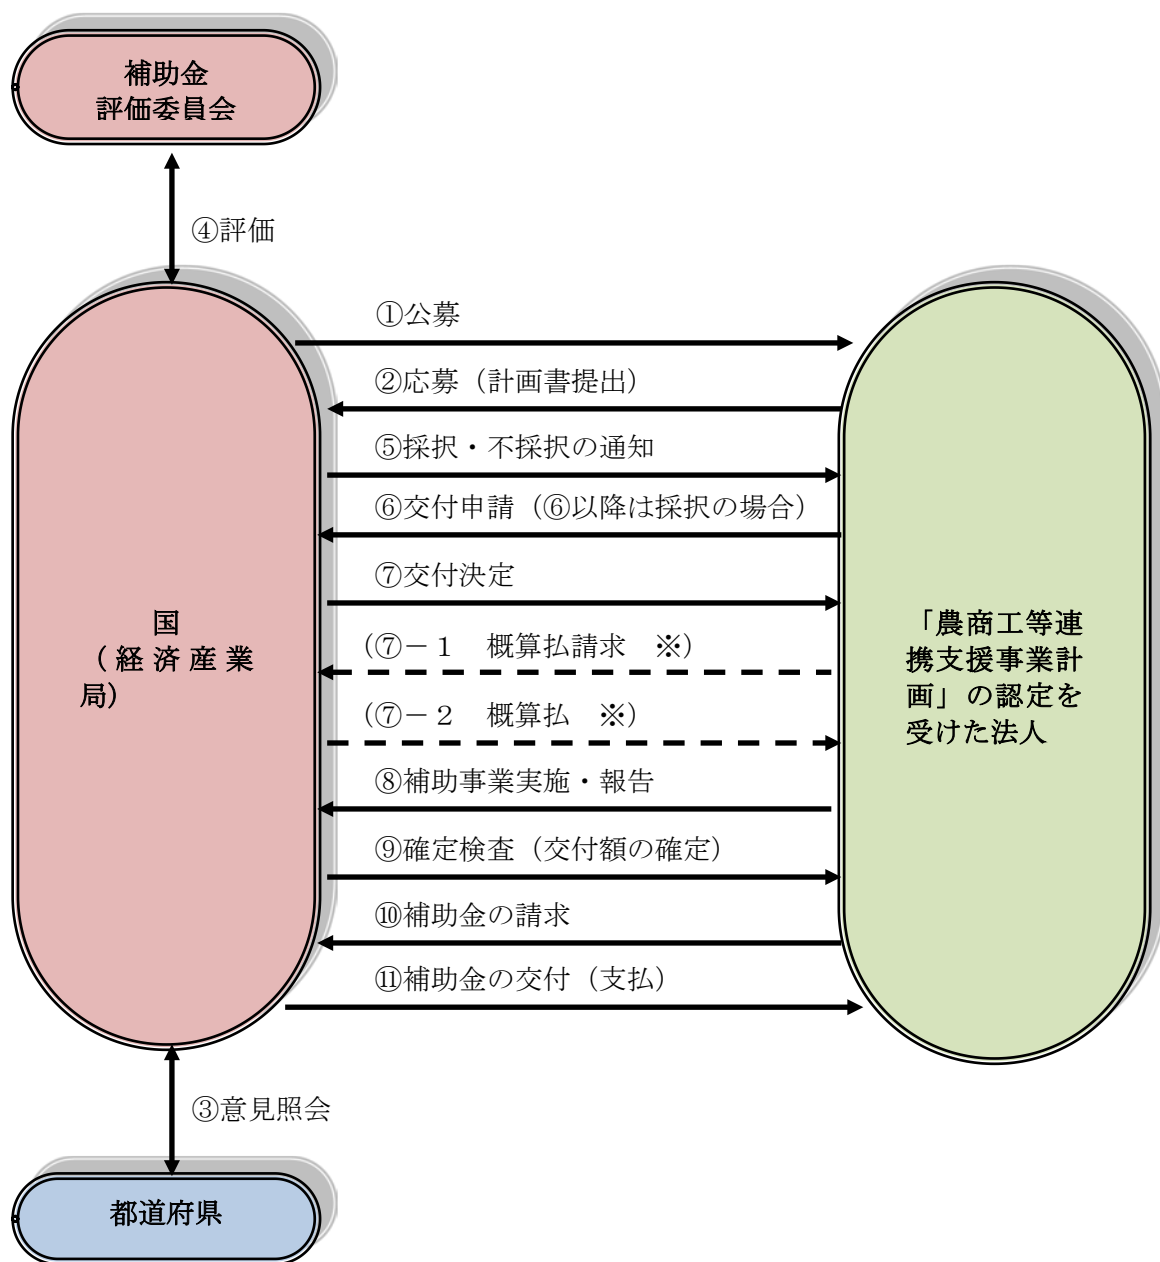 補助金
評価委員会
④評価
①公募
②応募（計画書提出）
⑤採択・不採択の通知
⑥交付申請（⑥以降は採択の場合）
⑦交付決定
（⑦－１　概算払請求　※）
（⑦－２　概算払　※）
⑧補助事業実施・報告
⑨確定検査（交付額の確定）
⑩補助金の請求
⑪補助金の交付（支払）
国
（経済産業
局）
「農商工等連
携支援事業計
画」の認定を
受けた法人
③意見照会
都道府県